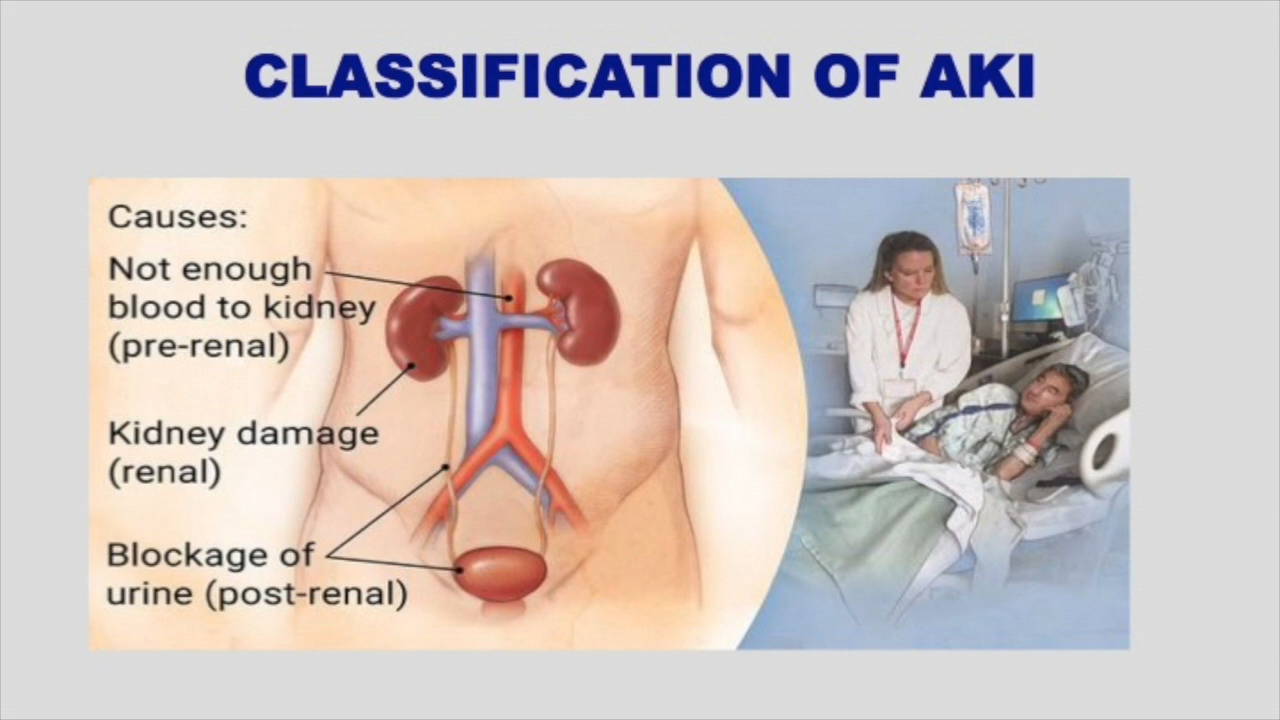 CLASSIFICATION OF AKI
Causes:
Not enough
blood to kidney
(pre-renal)
Kidney damage
(renal)
Blockage of
urine (post-renal)